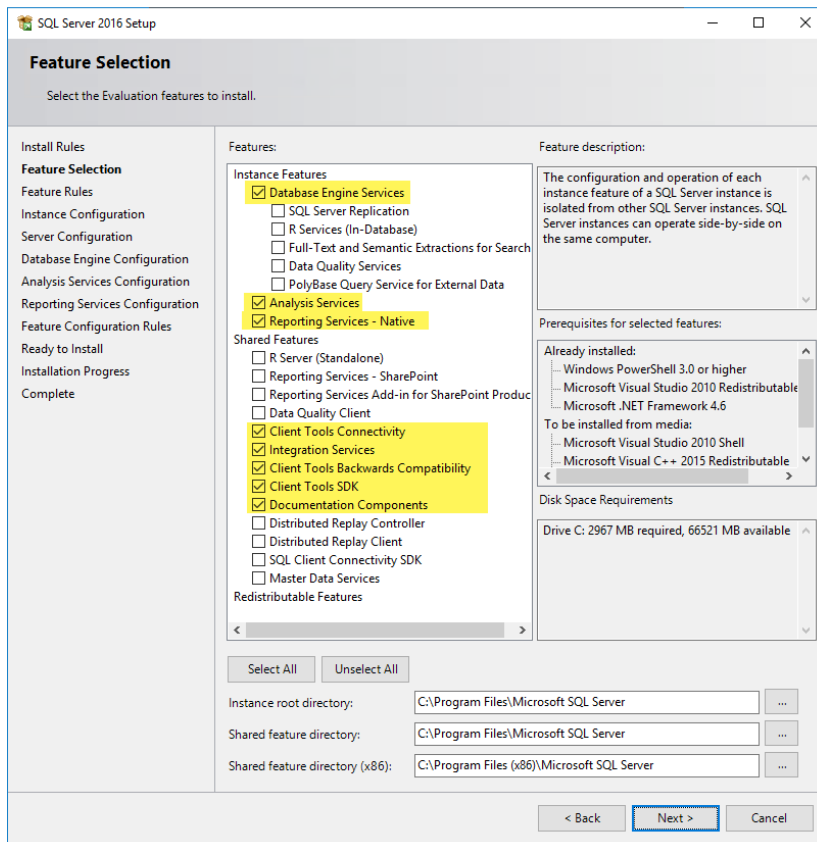 SQL Server 2016 Setup
Feature Selection
Select the Evaluation features to install.
Install Rules
Feature Selection
Feature Rules
Instance Configuration
Server Configuration
Database Engine Configuration
Analysis Services Configuration
Reporting Services Configuration
Feature Configuration Rules
Ready to Install
Installation Progress
Complete
Features:
Instance Features
Database Engine Services
SQL Server Replication
R Services (In-Database)
Full-Text and Semantic Extractions for Search
Data Quality Services
PolyBase Query Service for External Data
Analysis Services
Reporting Services - Native
Shared Features
R Server (Standalone)
Reporting Services - SharePoint
Reporting Services Add-in for SharePoint Produc
Data Quality Client
Client Tools Connectivity
Integration Services
Client Tools Backwards Compatibility
Client Tools SDK
Documentation Components
Distributed Replay Controller
Distributed Replay Client
SQL Client Connectivity SDK
Master Data Services
Redistributable Features
Feature description:
The configuration and operation of each
instance feature of a SQL Server instance is
isolated from other SQL Server instances. SQL
Server instances can operate side-by-side on
the same computer.
Prerequisites for selected features:
Already installed:
Windows PowerShell 3.0 or higher
Microsoft Visual Studio 2010 Redistributable
Microsoft .NET Framework 4.6
To be installed from media:
Microsoft Visual Studio 2010 Shell
Microsoft Visual C++ 2015 Redistributable
Disk Space Requirements
Drive C: 2967 MB required, 66521 MB available
Select All
Unselect All
Instance root directory:
C:\Program Files\Microsoft SQL Server
...
Shared feature directory:
C:\Program Files\Microsoft SQL Server
...
Shared feature directory (x86):
C:\Program Files (x86)\Microsoft SQL Server
...
< Back
Next >
Cancel